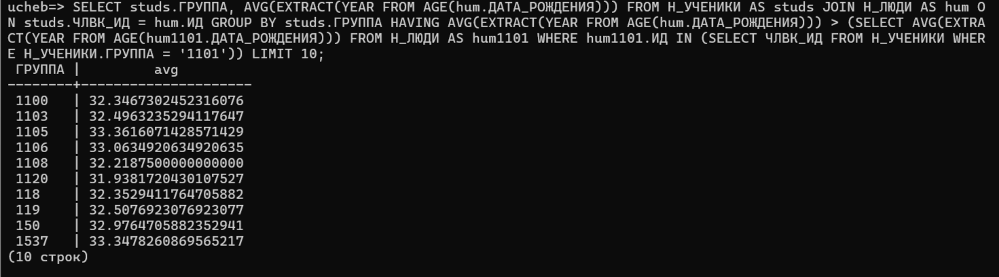 ucheb=> SELECT studs.ГРУППА, AVG(EXTRACT(YEAR FROM AGE(hum.ДАТА_РОЖДЕНИЯ))) FROM Н_УЧЕНИКИ AS studs JOIN Н_ЛЮДИ AS hum O
N studs.ЧЛВК_ИД = hum.ИД GROUP BY studs.ГРУППА HAVING AVG(EXTRACT(YEAR FROM AGE(hum.ДАТА_РОЖДЕНИЯ))) > (SELECT AVG(EXTRA
CT(YEAR FROM AGE(hum1101.ДАТА_РОЖДЕНИЯ))) FROM Н_ЛЮДИ AS hum1101 WHERE hum1101.ИД IN (SELECT ЧЛВК_ИД FROM Н_УЧЕНИКИ WHER
E Н_УЧЕНИКИ.ГРУППА = '1101')) LIMIT 10;
 ГРУППА |         avg
--------+---------------------
 1100   | 32.3467302452316076
 1103   | 32.4963235294117647
 1105   | 33.3616071428571429
 1106   | 33.0634920634920635
 1108   | 32.2187500000000000
 1120   | 31.9381720430107527
 118    | 32.3529411764705882
 119    | 32.5076923076923077
 150    | 32.9764705882352941
 1537   | 33.3478260869565217
(10 строк)